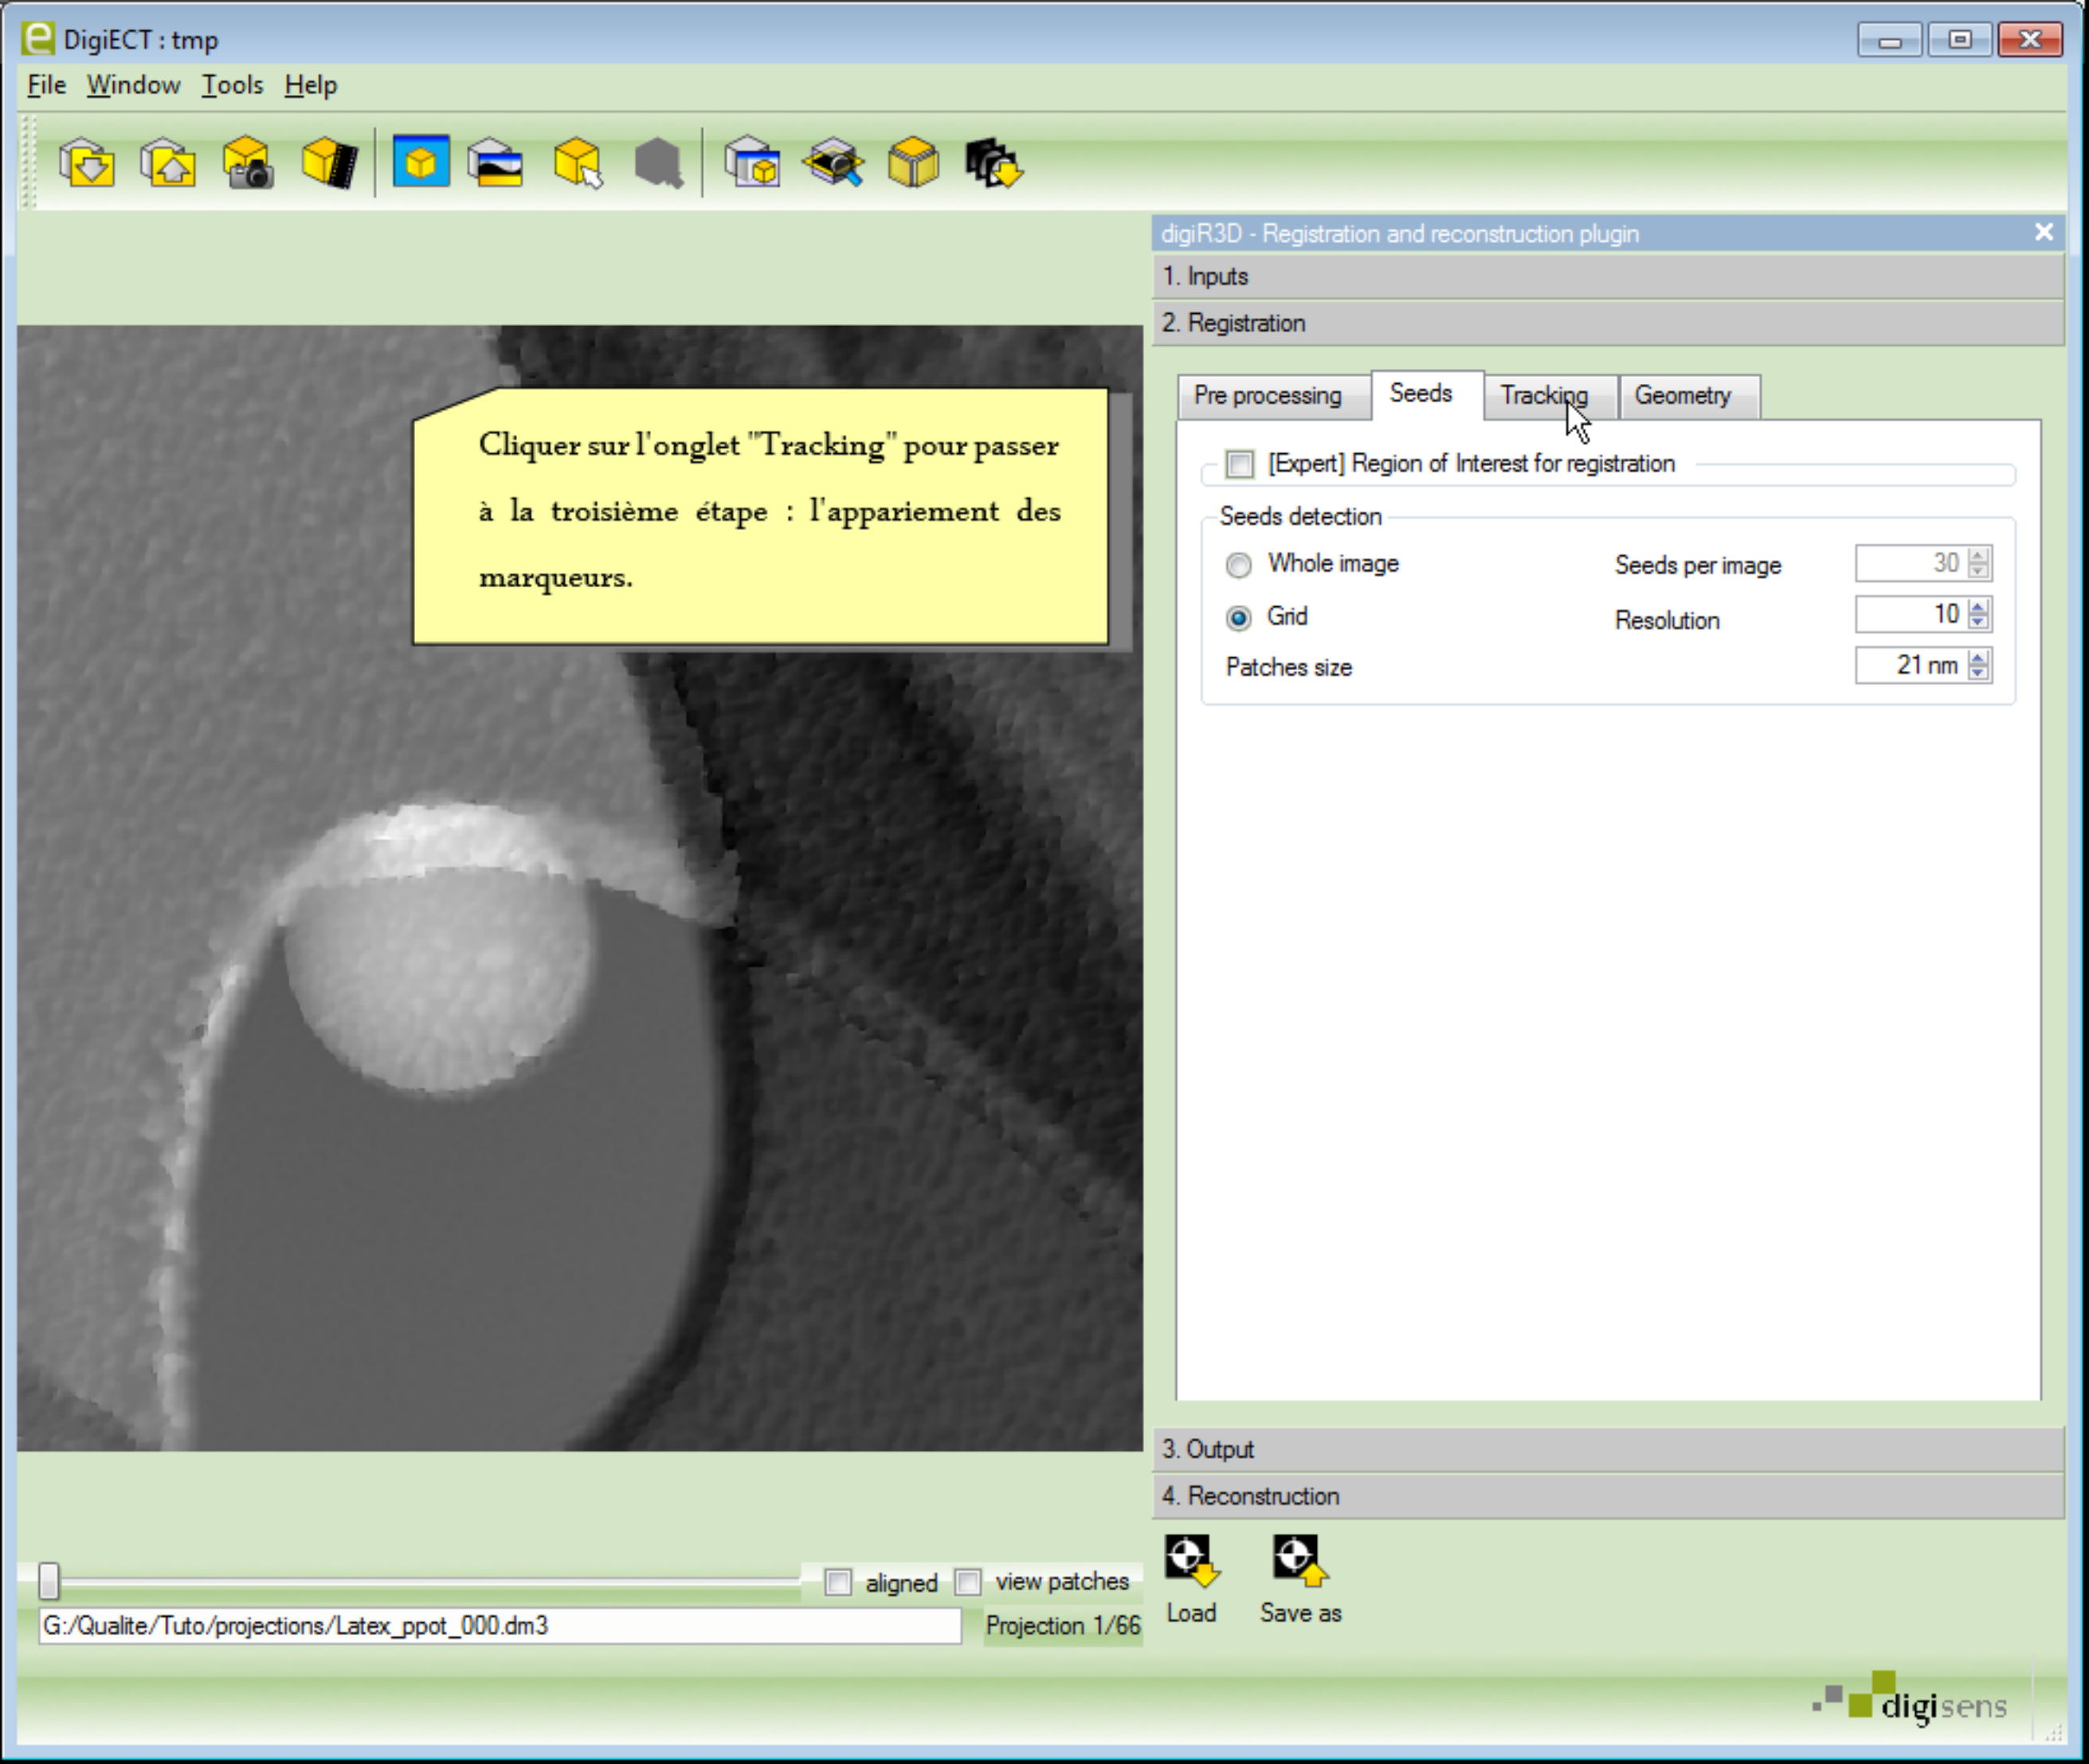 DigiECT : tmp
File Window Tools Help
digiR3D - Registration and reconstruction plugin
1. Inputs
2. Registration
Pre processing Seeds Tracking Geometry
Cliquer sur l'onglet "Tracking" pour passer
à la troisième étape : l'appariement des
marqueurs.
[Expert] Region of Interest for registration
Seeds detection
Whole image Seeds per image 30
Grid Resolution 10
Patches size 21 nm
3. Output
4. Reconstruction
aligned view patches
G:/Qualite/Tuto/projections/Latex_ppot_000.dm3 Projection 1/66
Load Save as
digisens